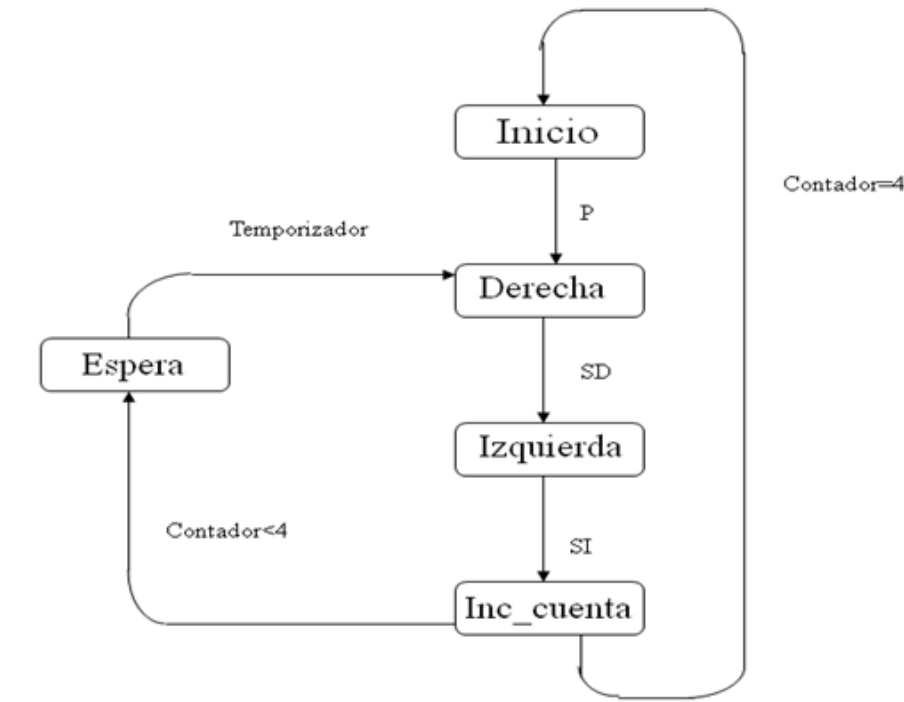 Inicio
Contador=4
P
Temporizador
Derecha
Espera
SD
Izquierda
Contador<4
SI
Inc_cuenta